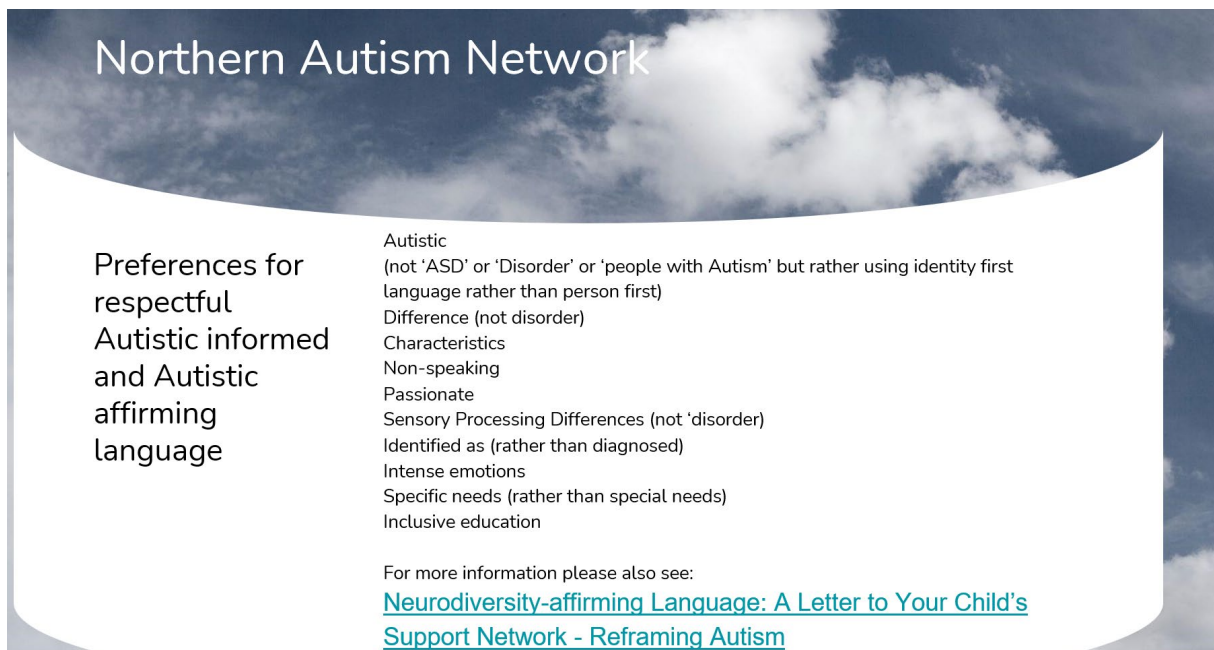 Northern Autism Network
Preferences for
respectful
Autistic informed
and Autistic
affirming
language
Autistic
(not ‘ASD’ or ‘Disorder’ or ‘people with Autism’ but rather using identity first
language rather than person first)
Difference (not disorder)
Characteristics
Non-speaking
Passionate
Sensory Processing Differences (not ‘disorder)
Identified as (rather than diagnosed)
Intense emotions
Specific needs (rather than special needs)
Inclusive education
For more information please also see:
Neurodiversity-affirming Language: A Letter to Your Child’s
Support Network - Reframing Autism